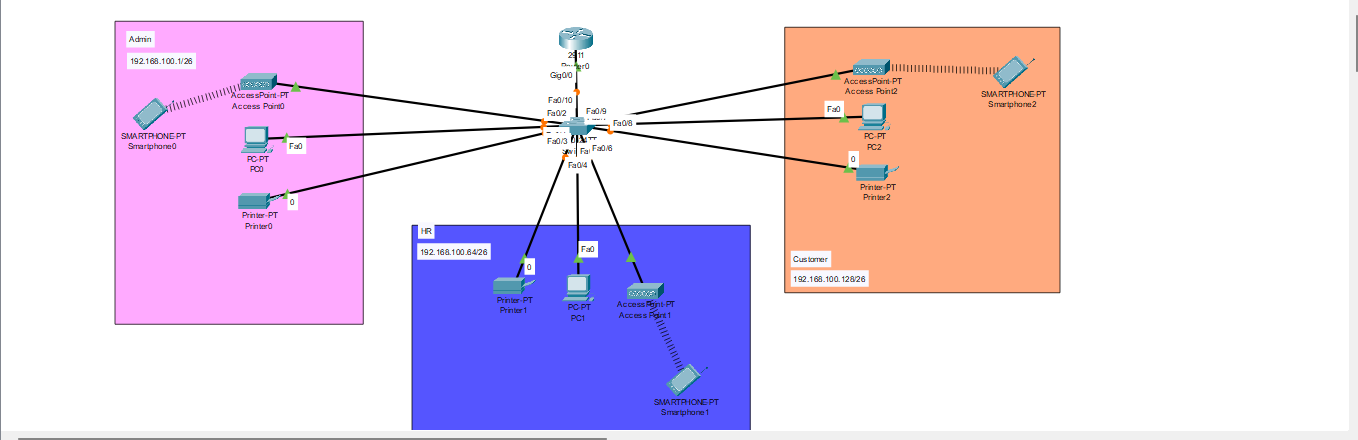 Admin
192.168.100.1/26
AccessPoint-PT
Access Point0
SMARTPHONE-PT
Smartphone0
Fa0
PC-PT
PC0
0
Printer-PT
Printer0
Gig0/0
Fa0/10
Fa0/2
Fa0/9
Fa0/8
Fa0/3
Fa0/6
Fa0/4
HR
192.168.100.64/26
0
Printer-PT
Printer1
Fa0
PC-PT
PC1
AccessPoint-PT
Access Point1
SMARTPHONE-PT
Smartphone1
AccessPoint-PT
Access Point2
SMARTPHONE-PT
Smartphone2
Fa0
PC-PT
PC2
0
Printer-PT
Printer2
Customer
192.168.100.128/26